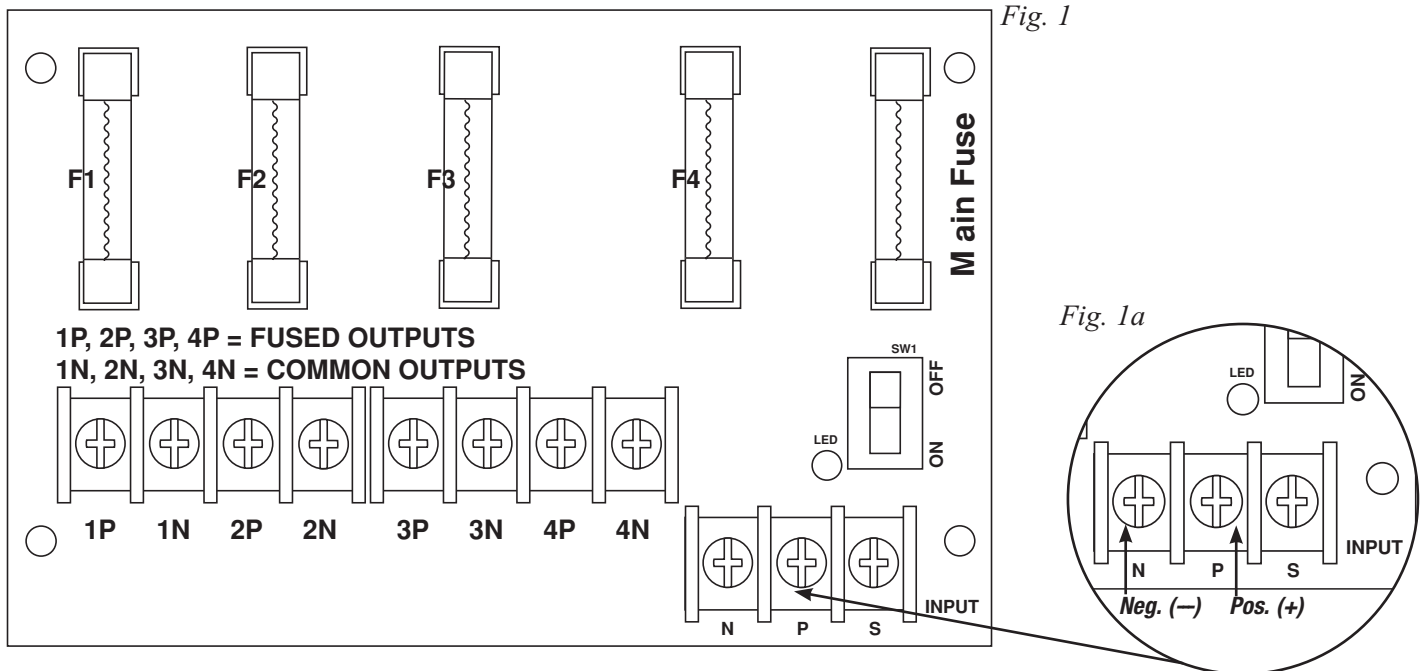 Fig. 1
F1 F2 F3 F4
M ain Fuse
1P, 2P, 3P, 4P = FUSED OUTPUTS
1N, 2N, 3N, 4N = COMMON OUTPUTS
SW1
OFF
ON
LED
1P 1N 2P 2N 3P 3N 4P 4N
INPUT
N P S
Fig. 1a
LED
ON
INPUT
N P S
Neg. (—) Pos. (+)